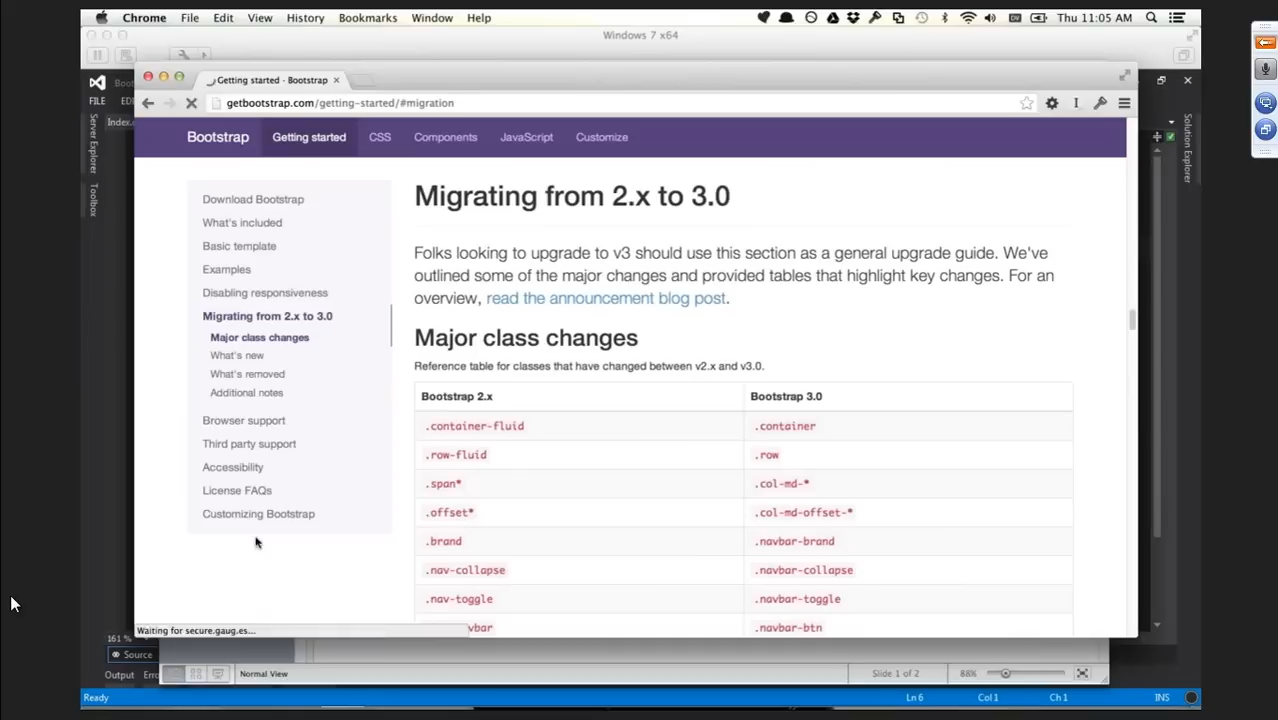 Chrome File Edit View History Bookmarks Window Help Thu 11:05 AM
Windows 7 x64
Getting started · Bootstrap
FILE
getbootstrap.com/getting-started/#migration
Server Explorer
Toolbox
Solution Explorer
Bootstrap Getting started CSS Components JavaScript Customize
Download Bootstrap
What's included
Basic template
Examples
Disabling responsiveness
Migrating from 2.x to 3.0
Major class changes
What's new
What's removed
Additional notes
Browser support
Third party support
Accessibility
License FAQs
Customizing Bootstrap
Migrating from 2.x to 3.0
Folks looking to upgrade to v3 should use this section as a general upgrade guide. We've
outlined some of the major changes and provided tables that highlight key changes. For an
overview, read the announcement blog post.
Major class changes
Reference table for classes that have changed between v2.x and v3.0.
Bootstrap 2.x Bootstrap 3.0
.container-fluid .container
.row-fluid .row
.span* .col-md-*
.offset* .col-md-offset-*
.brand .navbar-brand
.nav-collapse .navbar-collapse
.nav-toggle .navbar-toggle
.navbar-btn
Waiting for secure.gaug.es...
161 %
Source
Output
Normal View Slide 1 of 2 88%
Ready Ln 6 Col 1 Ch 1 INS